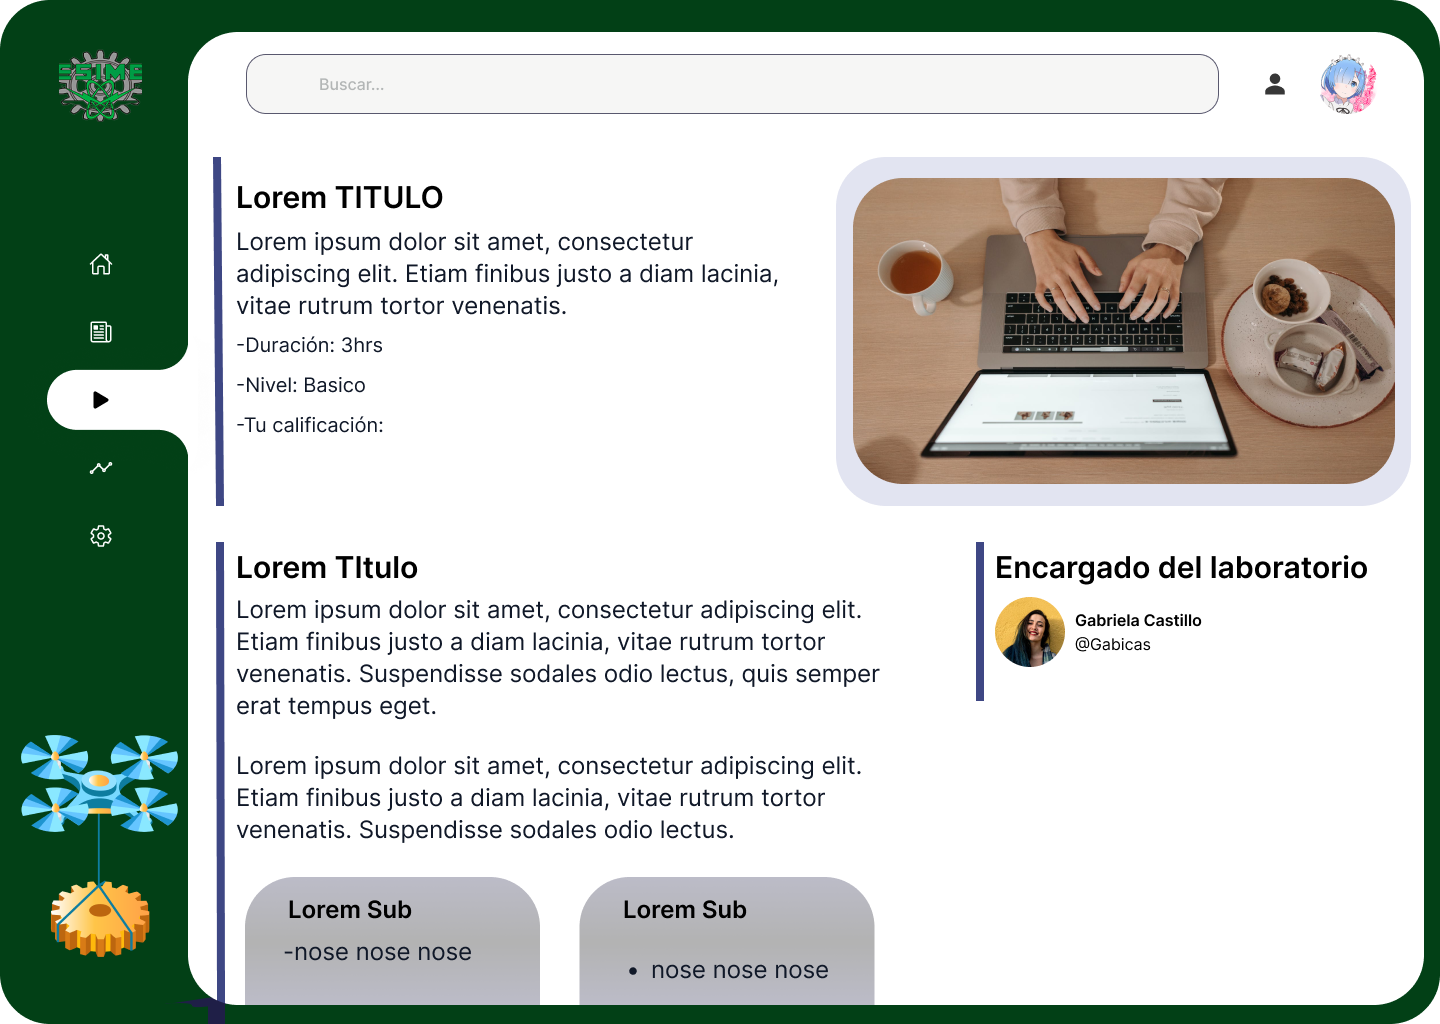 ESIME
Buscar...
Lorem TITULO
Lorem ipsum dolor sit amet, consectetur
adipiscing elit. Etiam finibus justo a diam lacinia,
vitae rutrum tortor venenatis.
-Duración: 3hrs
-Nivel: Basico
-Tu calificación:
Lorem TItulo
Lorem ipsum dolor sit amet, consectetur adipiscing elit.
Etiam finibus justo a diam lacinia, vitae rutrum tortor
venenatis. Suspendisse sodales odio lectus, quis semper
erat tempus eget.
Lorem ipsum dolor sit amet, consectetur adipiscing elit.
Etiam finibus justo a diam lacinia, vitae rutrum tortor
venenatis. Suspendisse sodales odio lectus.
Encargado del laboratorio
Gabriela Castillo
@Gabicas
Lorem Sub
-nose nose nose
Lorem Sub
• nose nose nose